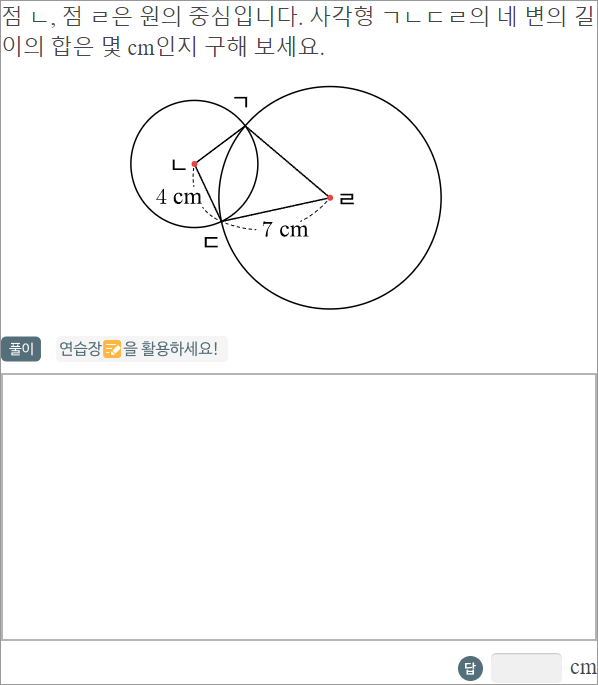 점 ㄴ, 점 ㄹ은 원의 중심입니다. 사각형 ㄱㄴㄷㄹ의 네 변의 길
이의 합은 몇 cm인지 구해 보세요.
ㄱ
ㄴ
4 cm
ㄹ
7 cm
ㄷ
풀이 연습장을 활용하세요!
답 cm